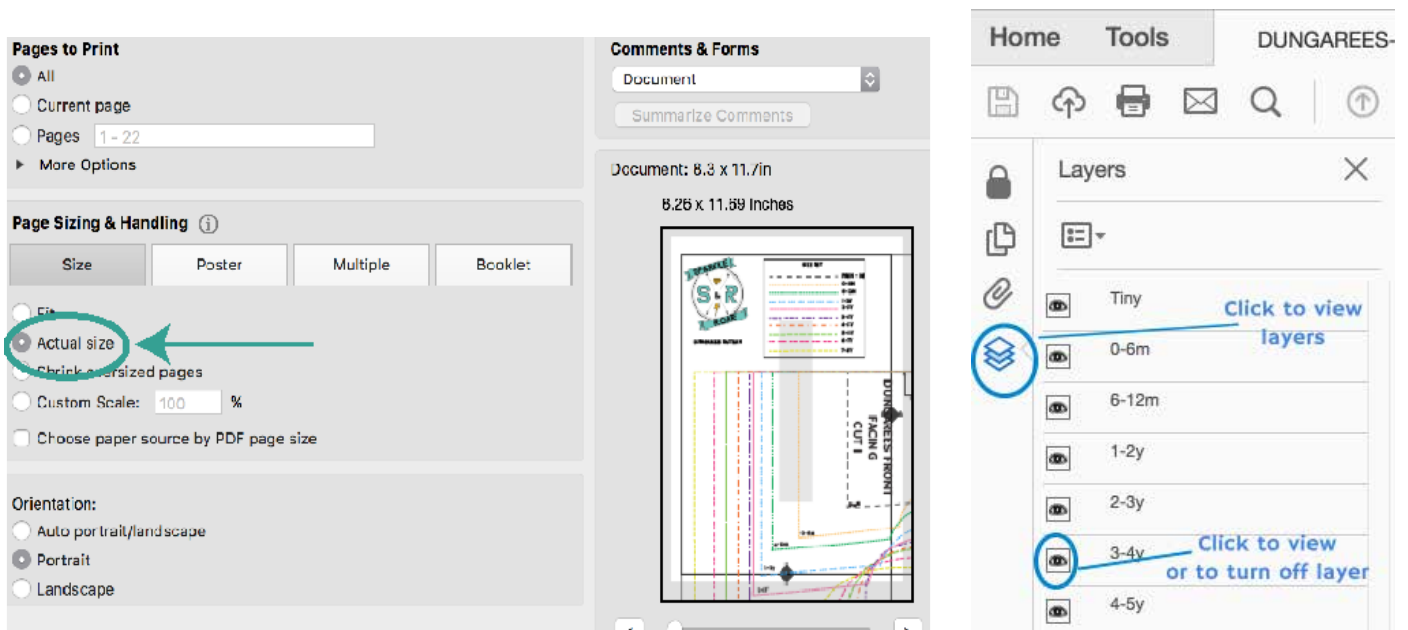 Pages to Print
All
Current page
Pages 1 - 22
More Options
Page Sizing & Handling
Size Poster Multiple Booklet
Fit
Actual size
Shrink oversized pages
Custom Scale: 100 %
Choose paper source by PDF page size
Orientation:
Auto portrait/landscape
Portrait
Landscape
Comments & Forms
Document
Summarize Comments
Document: 8.3 x 11.7in
8.26 x 11.69 Inches
S & R
ROAR
DUNGAREES FRONT
FACING
CUT 1
Home Tools DUNGAREES-
Layers
Tiny
Click to view
layers
0-6m
6-12m
1-2y
2-3y
3-4y
Click to view
or to turn off layer
4-5y